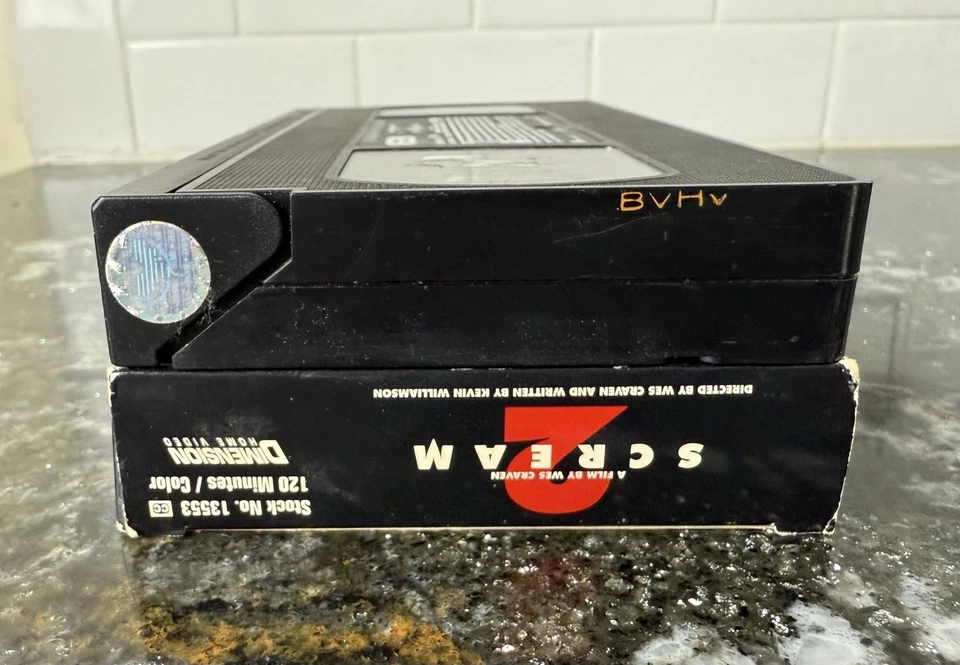 BVHV
Stock No. 13553 CC
120 Minutes / Color
DIMENSION
HOME VIDEO
A FILM BY WES CRAVEN
SCREAM
2
DIRECTED BY WES CRAVEN AND WRITTEN BY KEVIN WILLIAMSON